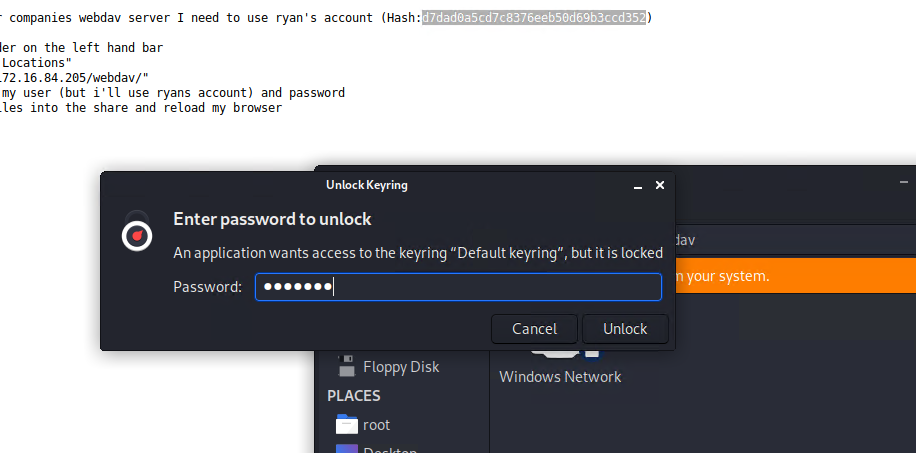 r companies webdav server I need to use ryan's account (Hash:d7dad0a5cd7c8376eeb50d69b3ccd352)
der on the left hand bar
Locations"
172.16.84.205/webdav/"
my user (but i'll use ryans account) and password
les into the share and reload my browser
Unlock Keyring
Enter password to unlock
An application wants access to the keyring “Default keyring”, but it is locked
dav
m your system.
Password:
Cancel
Unlock
Floppy Disk
Windows Network
PLACES
root
Desktop